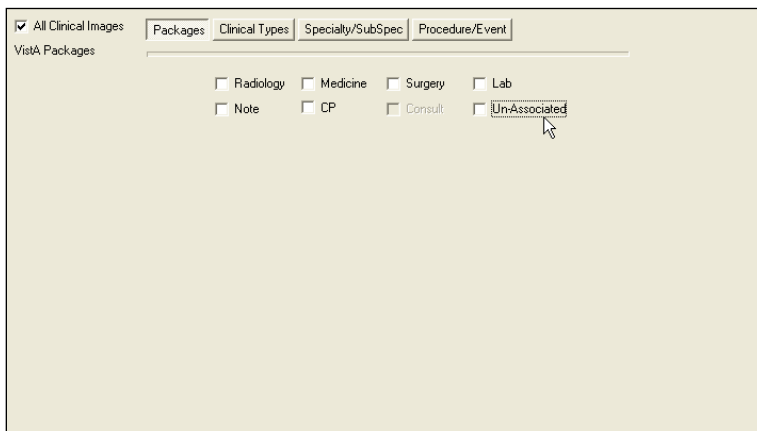 All Clinical Images Packages Clinical Types Specialty/SubSpec Procedure/Event
VistA Packages
Radiology Medicine Surgery Lab
Note CP Consult Un-Associated